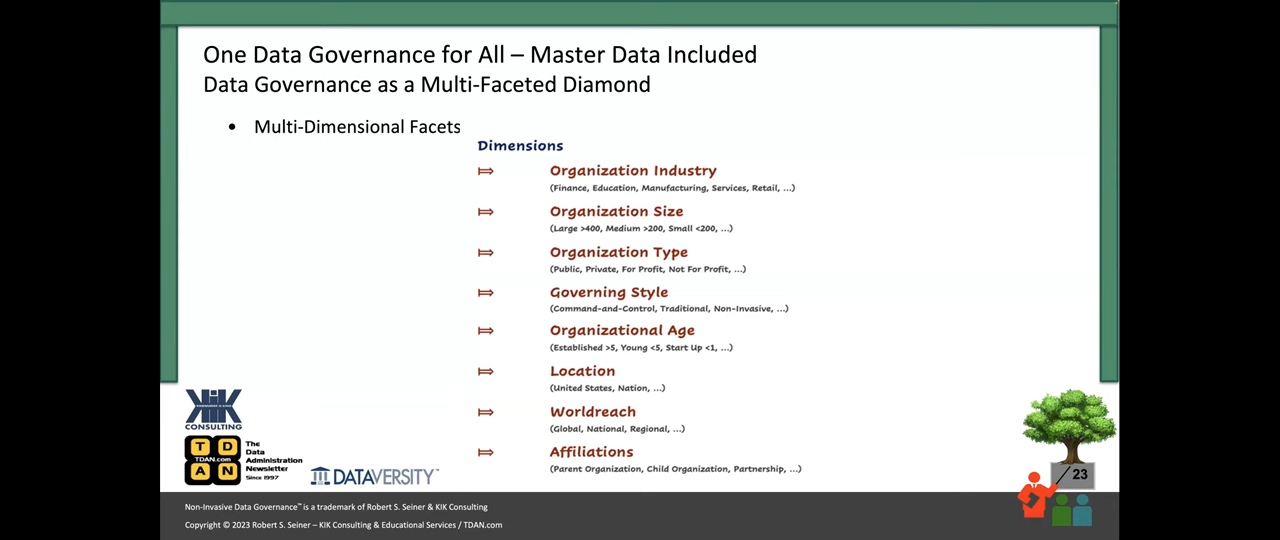 One Data Governance for All – Master Data Included
Data Governance as a Multi-Faceted Diamond
• Multi-Dimensional Facets
Dimensions
⤇ Organization Industry
(Finance, Education, Manufacturing, Services, Retail, ...)
⤇ Organization Size
(Large >400, Medium >200, Small <200, ...)
⤇ Organization Type
(Public, Private, For Profit, Not For Profit, ...)
⤇ Governing Style
(Command-and-Control, Traditional, Non-Invasive, ...)
⤇ Organizational Age
(Established >5, Young <5, Start Up <1, ...)
⤇ Location
(United States, Nation, ...)
⤇ Worldreach
(Global, National, Regional, ...)
⤇ Affiliations
(Parent Organization, Child Organization, Partnership, ...)
KIK
CONSULTING
T D
TDAN.com
A N
The
Data
Administration
Newsletter
Since 1997
DATAVERSITY™
23
Non-Invasive Data Governance™ is a trademark of Robert S. Seiner & KIK Consulting
Copyright © 2023 Robert S. Seiner – KIK Consulting & Educational Services / TDAN.com